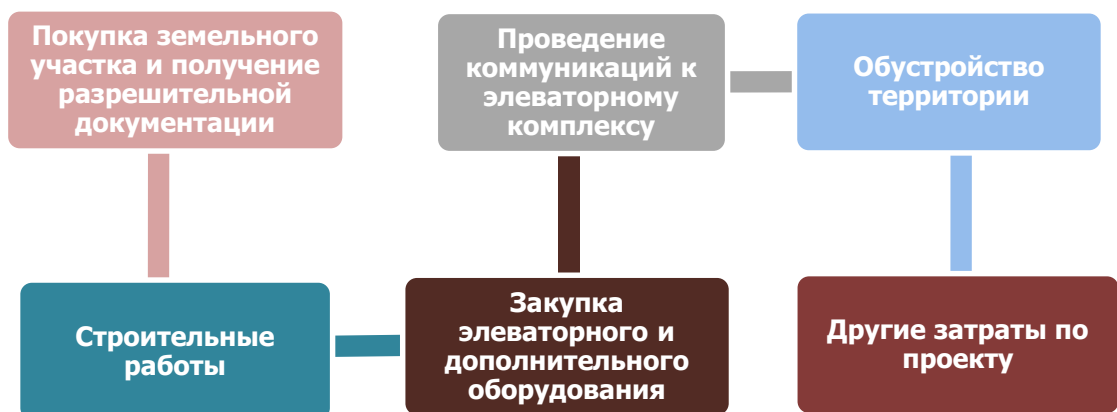 Покупка земельного
участка и получение
разрешительной
документации
Строительные
работы
Закупка
элеваторного и
дополнительного
оборудования
Проведение
коммуникаций к
элеваторному
комплексу
Обустройство
территории
Другие затраты по
проекту